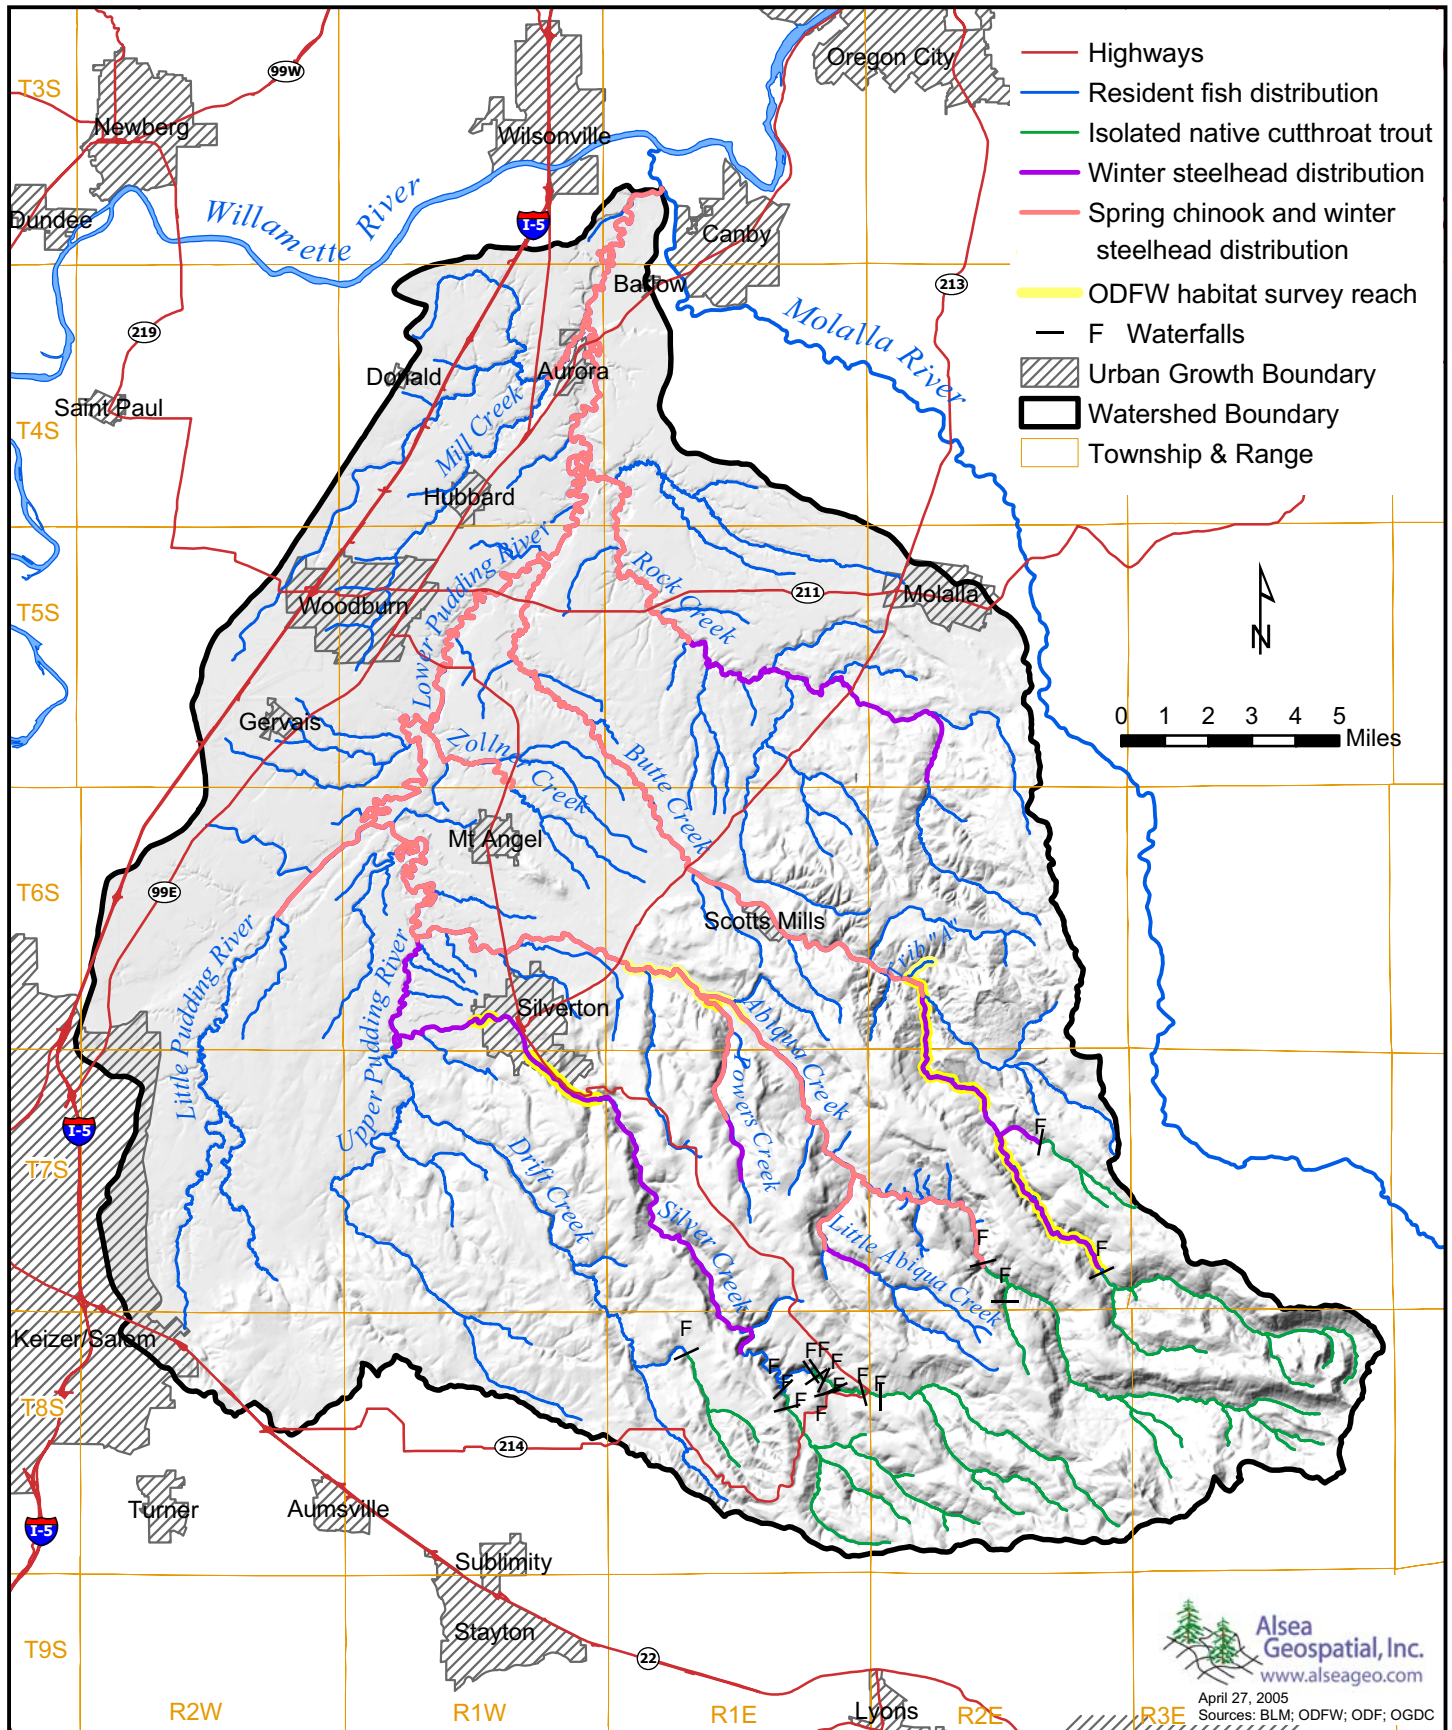 Highways
Resident fish distribution
Isolated native cutthroat trout
Winter steelhead distribution
Spring chinook and winter
steelhead distribution
ODFW habitat survey reach
F Waterfalls
Urban Growth Boundary
Watershed Boundary
Township & Range
Oregon City
99W
T3S
Newberg
Wilsonville
Dundee
Willamette River
I-5
Canby
Barlow
213
219
Molalla River
Donald
Aurora
Saint Paul
T4S
Mill Creek
Hubbard
Lower Pudding River
Rock Creek
211
Molalla
T5S
Woodburn
N
Gervais
0 1 2 3 4 5
Miles
Zollner Creek
Butte Creek
Mt Angel
99E
T6S
Scotts Mills
Trib "A"
Little Pudding River
Upper Pudding River
Silverton
Abiqua Creek
Powers Creek
I-5
T7S
Drift Creek
Silver Creek
Little Abiqua Creek
F
F
F
F
Keizer/Salem
F
F
F
F
F
F
F
F
F
F
F
T8S
214
Turner
Aumsville
I-5
Sublimity
Stayton
22
T9S
R2W
R1W
R1E
Lyons
R2E
R3E
Alsea
Geospatial, Inc.
www.alseageo.com
April 27, 2005
Sources: BLM; ODFW; ODF; OGDC